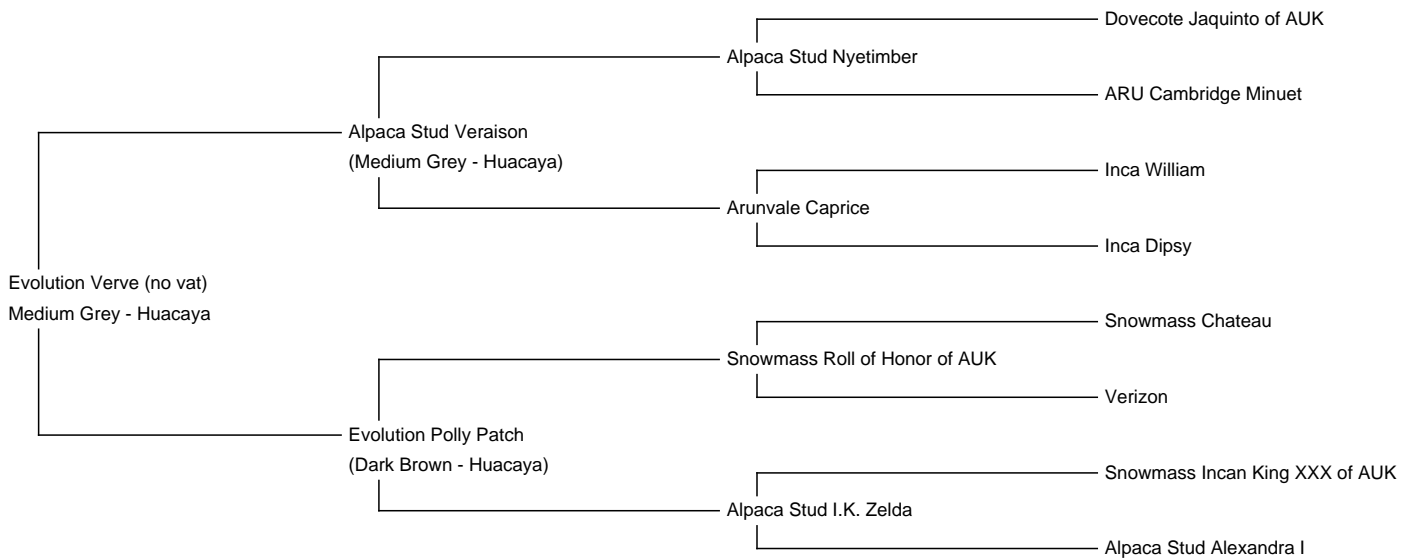 Dovecote Jaquinto of AUK
Alpaca Stud Nyetimber
ARU Cambridge Minuet
Alpaca Stud Veraison
(Medium Grey - Huacaya)
Inca William
Arunvale Caprice
Inca Dipsy
Evolution Verve (no vat)
Medium Grey - Huacaya
Snowmass Chateau
Snowmass Roll of Honor of AUK
Verizon
Evolution Polly Patch
(Dark Brown - Huacaya)
Snowmass Incan King XXX of AUK
Alpaca Stud I.K. Zelda
Alpaca Stud Alexandra I